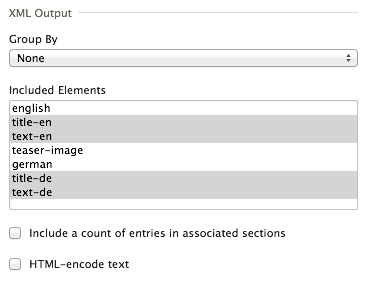 XML Output
Group By
None
Included Elements
english
title-en
text-en
teaser-image
german
title-de
text-de
Include a count of entries in associated sections
HTML-encode text